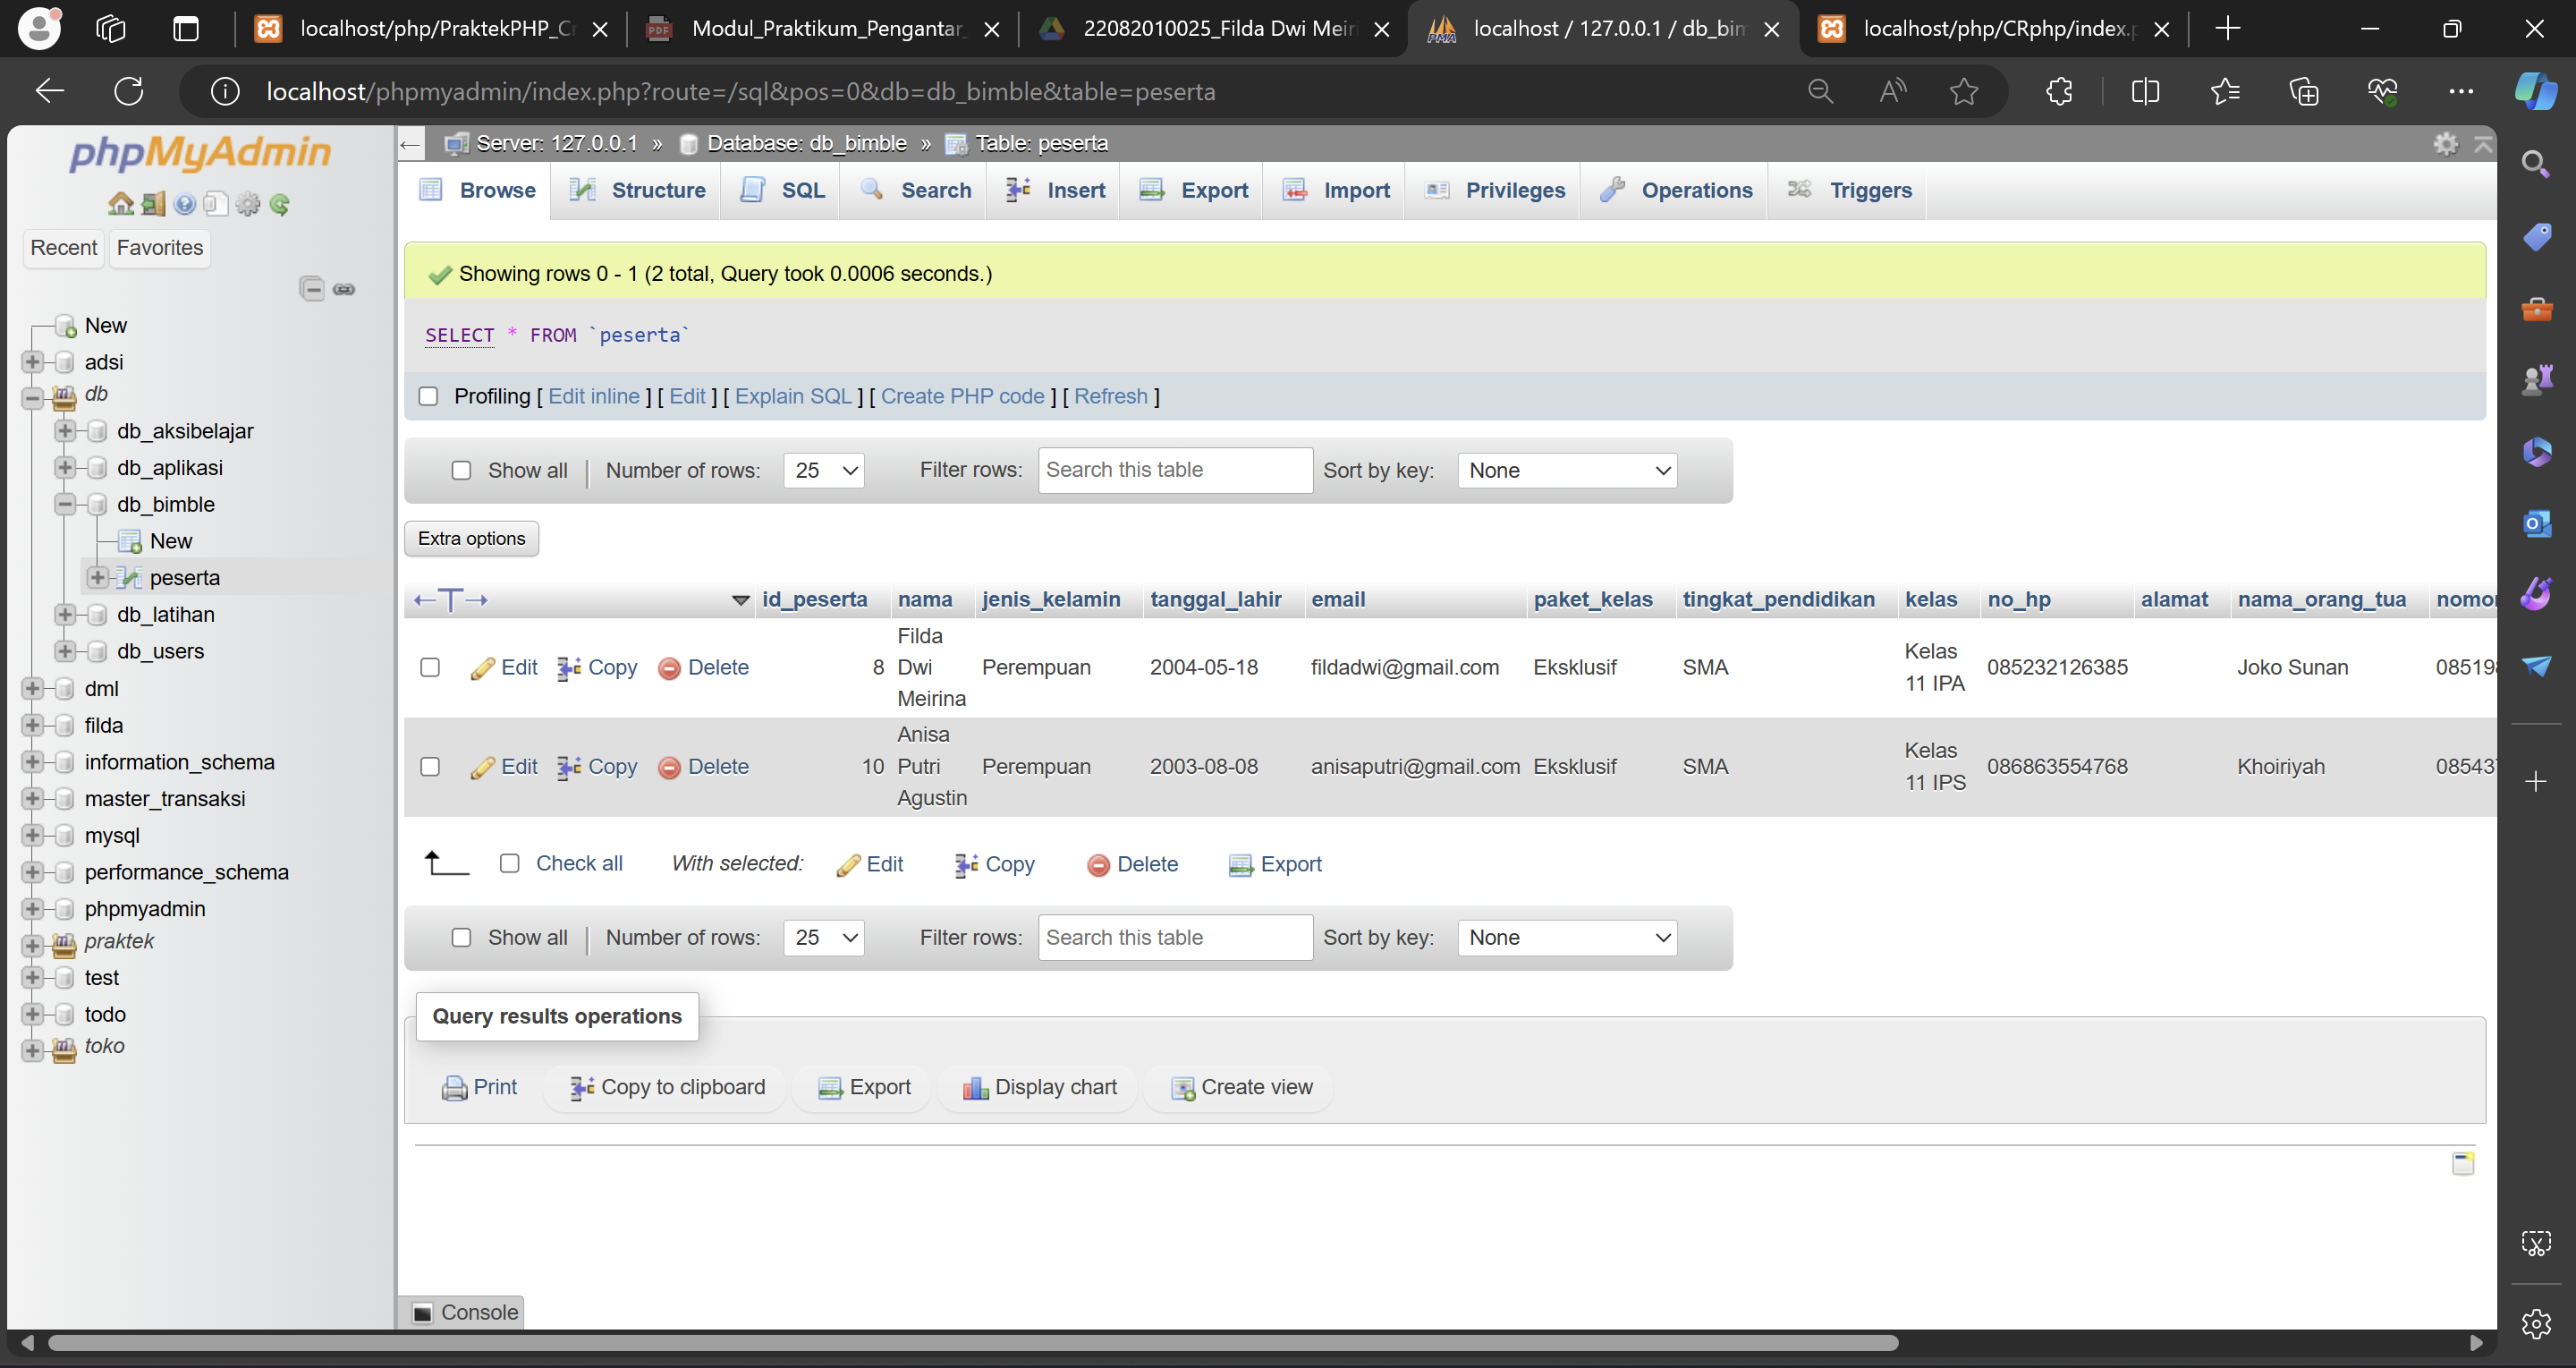 localhost/php/PraktekPHP_Cr
Modul_Praktikum_Pengantar_
22082010025_Filda Dwi Meiri
localhost / 127.0.0.1 / db_bim
localhost/php/CRphp/index.p
localhost/phpmyadmin/index.php?route=/sql&pos=0&db=db_bimble&table=peserta
phpMyAdmin
Recent
Favorites
New
adsi
db
db_aksibelajar
db_aplikasi
db_bimble
New
peserta
db_latihan
db_users
dml
filda
information_schema
master_transaksi
mysql
performance_schema
phpmyadmin
praktek
test
todo
toko
Server: 127.0.0.1 » Database: db_bimble » Table: peserta
Browse Structure SQL Search Insert Export Import Privileges Operations Triggers
Showing rows 0 - 1 (2 total, Query took 0.0006 seconds.)
SELECT * FROM `peserta`
Profiling [ Edit inline ] [ Edit ] [ Explain SQL ] [ Create PHP code ] [ Refresh ]
Show all | Number of rows: 25 Filter rows: Search this table Sort by key: None
Extra options
←T→ id_peserta nama jenis_kelamin tanggal_lahir email paket_kelas tingkat_pendidikan kelas no_hp alamat nama_orang_tua nomor
Edit Copy Delete 8 Filda Dwi Meirina Perempuan 2004-05-18 fildadwi@gmail.com Eksklusif SMA Kelas 11 IPA 085232126385 Joko Sunan 08519
Edit Copy Delete 10 Anisa Putri Agustin Perempuan 2003-08-08 anisaputri@gmail.com Eksklusif SMA Kelas 11 IPS 086863554768 Khoiriyah 08543
Check all With selected: Edit Copy Delete Export
Show all | Number of rows: 25 Filter rows: Search this table Sort by key: None
Query results operations
Print Copy to clipboard Export Display chart Create view
Console